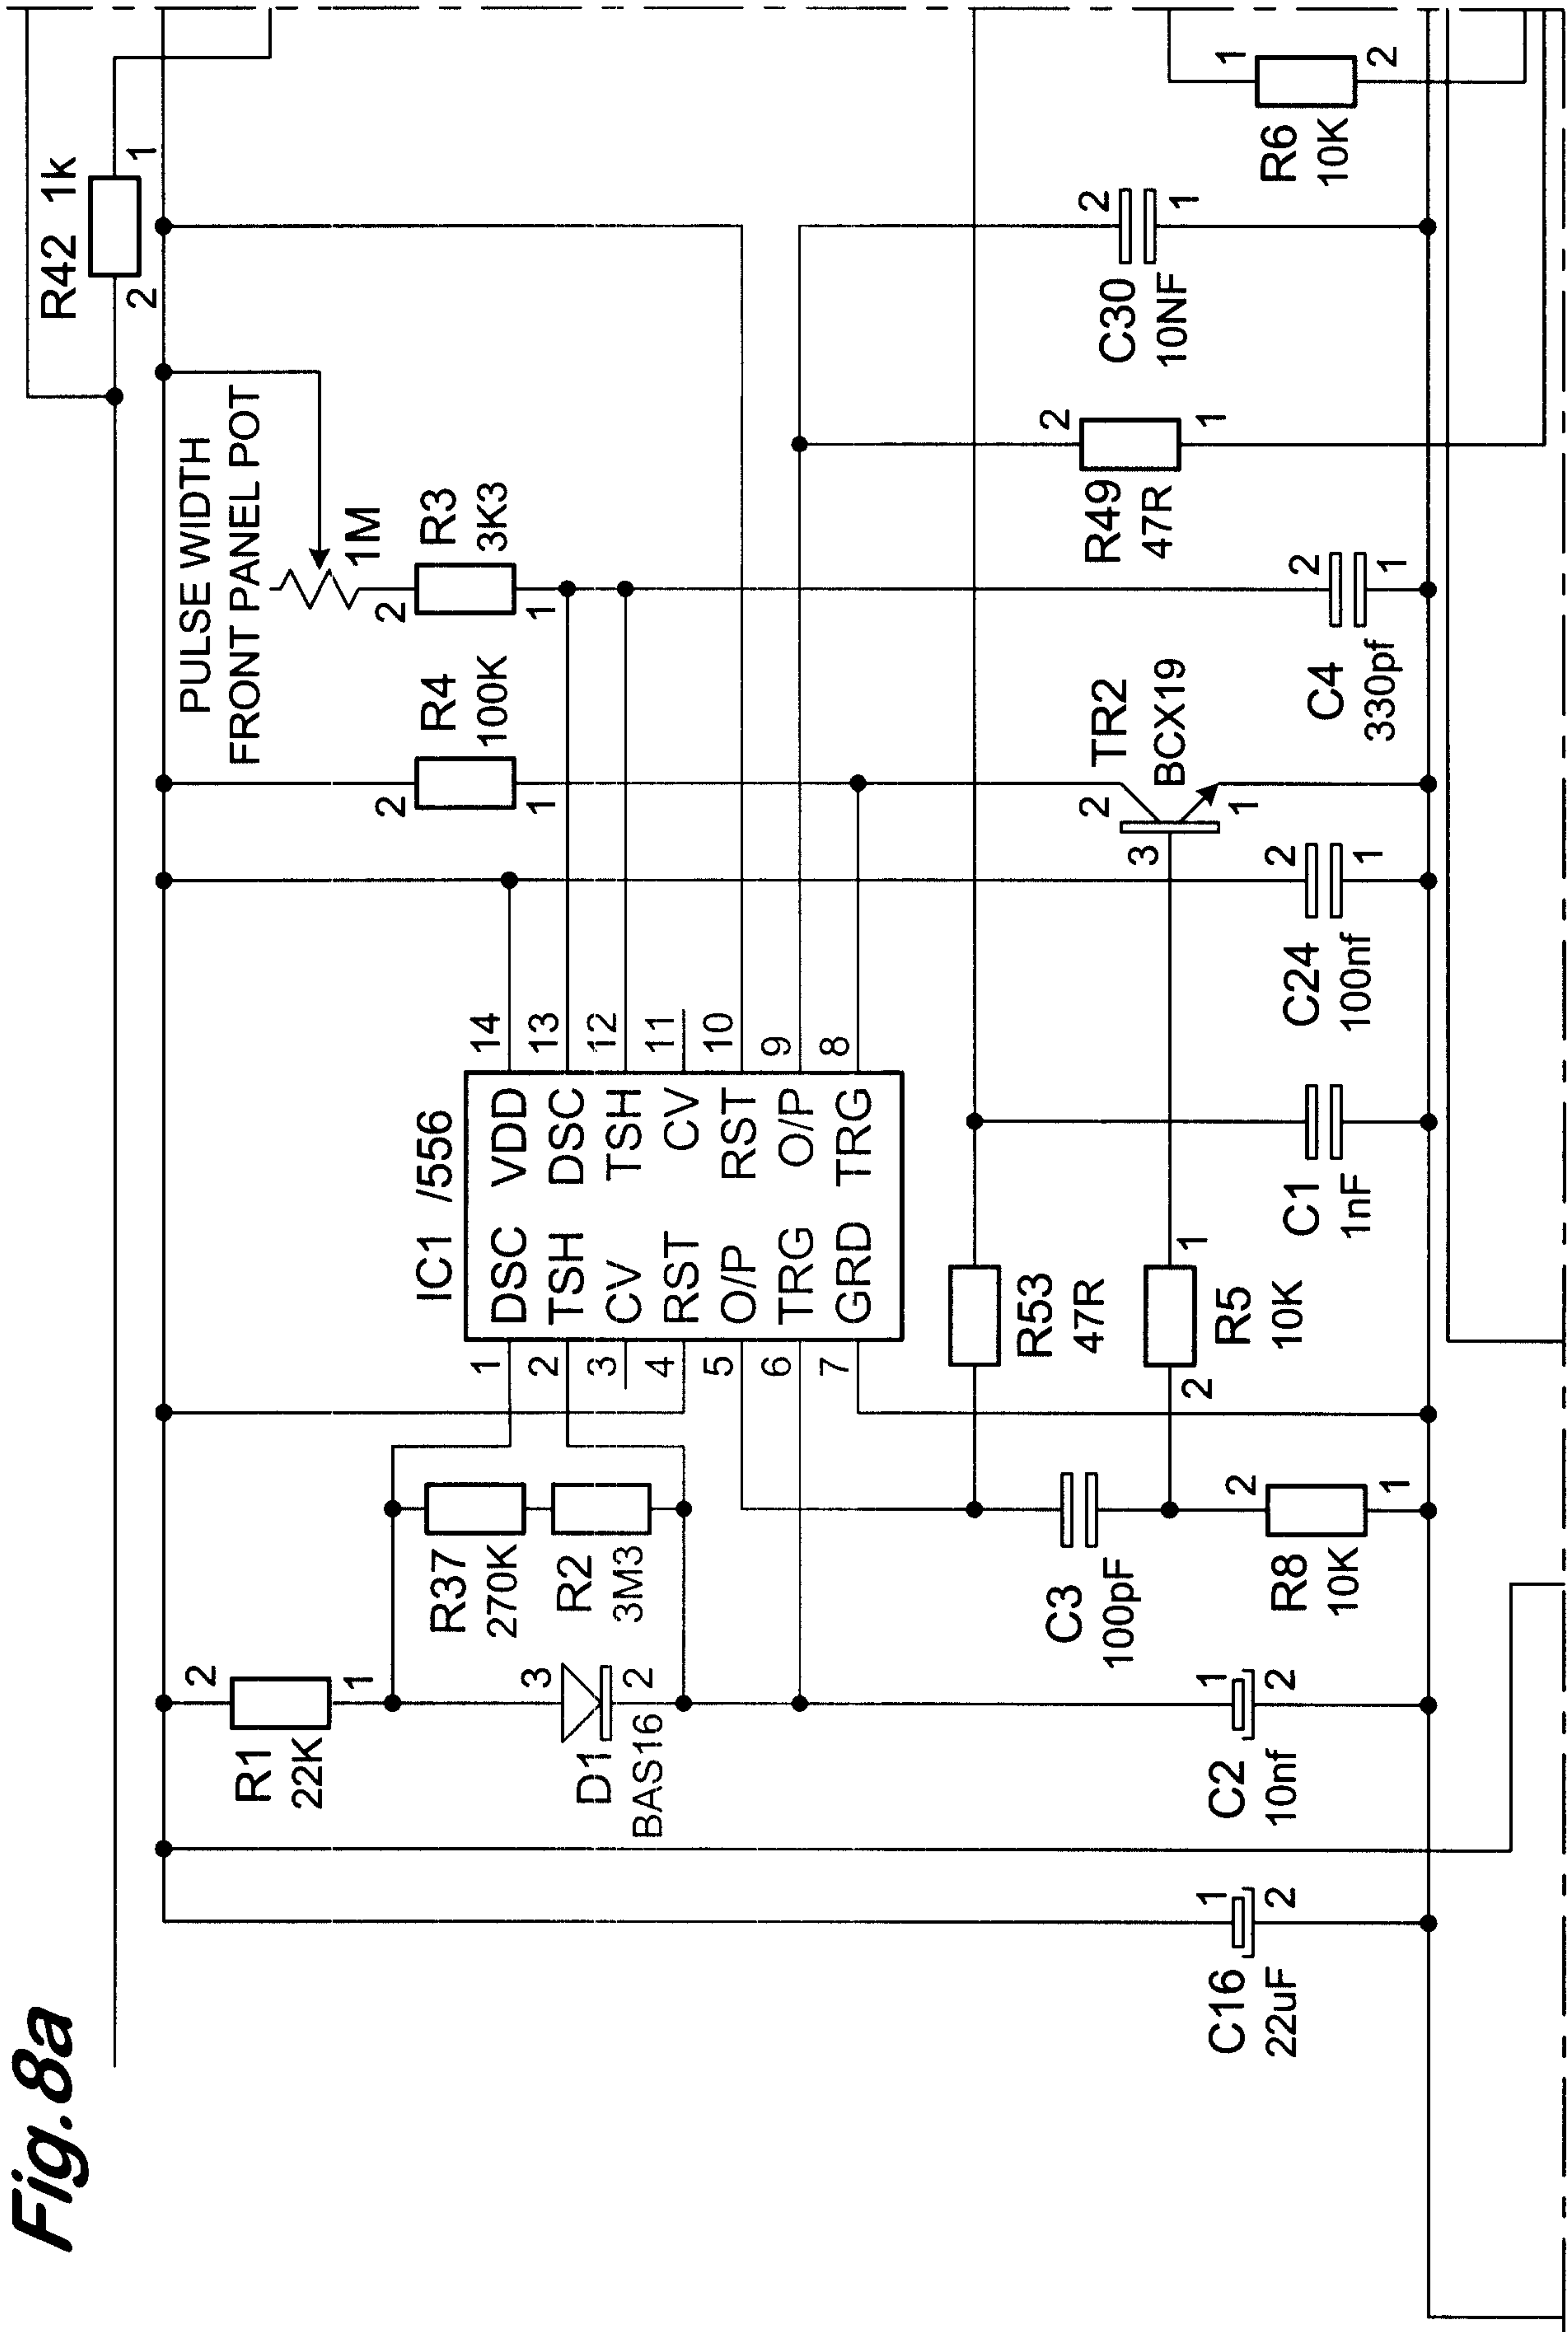 Fig.8a
R42 1k
2
1
PULSE WIDTH
FRONT PANEL POT
1M
R1
22K
2
1
R4
100K
2
1
R3
3K3
2
1
R37
270K
R2
3M3
D1
BAS16
3
2
IC1 /556
1
2
3
4
5
6
7
DSC VDD
TSH DSC
CV TSH
RST CV
O/P RST
TRG O/P
GRD TRG
14
13
12
11
10
9
8
R53
47R
C3
100pF
R5
10K
2
1
R8
10K
2
1
TR2
BCX19
2
3
1
R49
47R
2
1
C30
10NF
2
1
R6
10K
1
2
C16
22uF
1
2
C2
10nf
1
2
C1
1nF
C24
100nf
2
1
C4
330pf
2
1